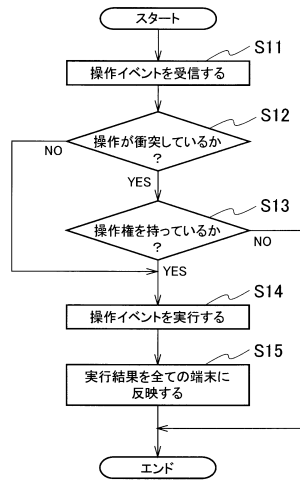 スタート
S11
操作イベントを受信する
S12
操作が衝突しているか
?
NO
YES
S13
操作権を持っているか
?
NO
YES
S14
操作イベントを実行する
S15
実行結果を全ての端末に
反映する
エンド